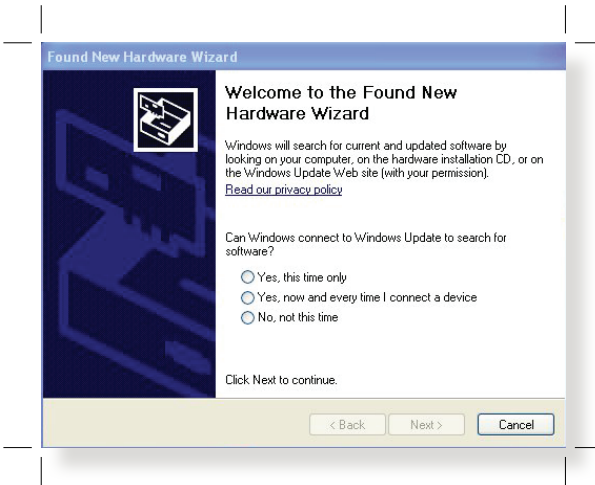 Found New Hardware Wizard
Welcome to the Found New
Hardware Wizard
Windows will search for current and updated software by
looking on your computer, on the hardware installation CD, or on
the Windows Update Web site (with your permission).
Read our privacy policy
Can Windows connect to Windows Update to search for
software?
Yes, this time only
Yes, now and every time I connect a device
No, not this time
Click Next to continue.
< Back
Next >
Cancel